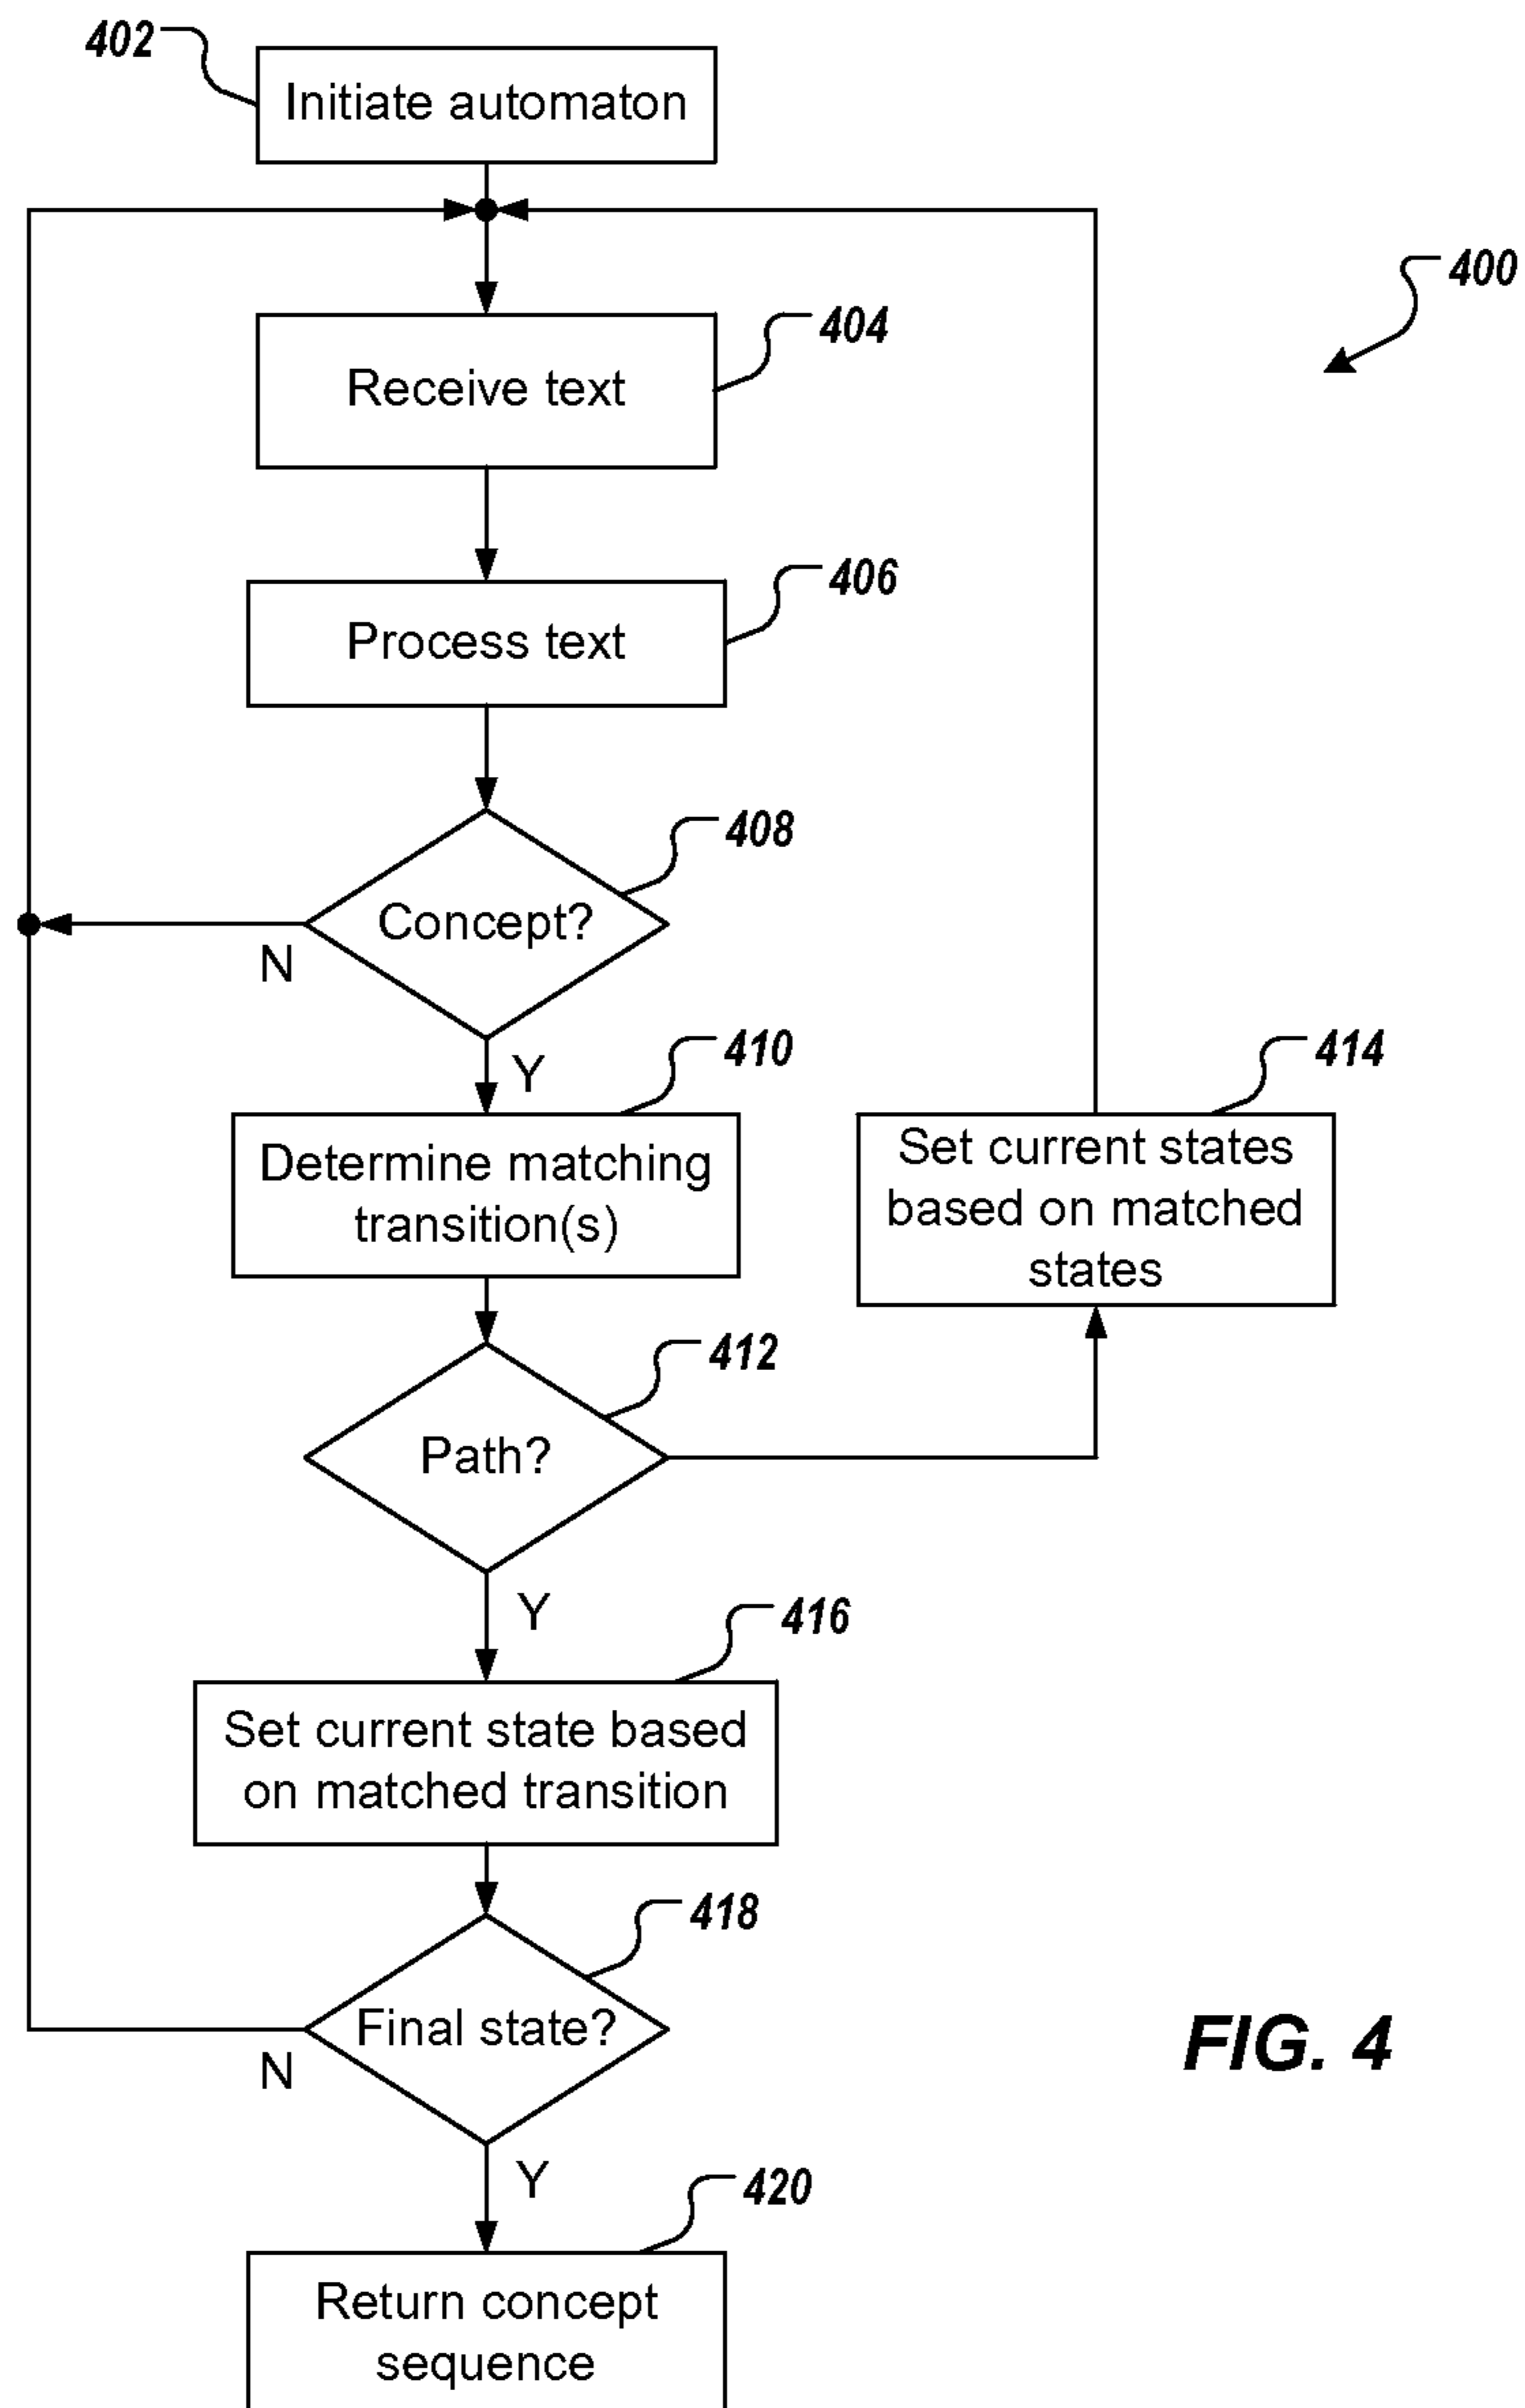 402
Initiate automaton
400
404
Receive text
406
Process text
408
Concept?
N
Y
410
414
Determine matching
transition(s)
Set current states
based on matched
states
412
Path?
Y
416
Set current state based
on matched transition
418
Final state?
N
FIG. 4
Y
420
Return concept
sequence